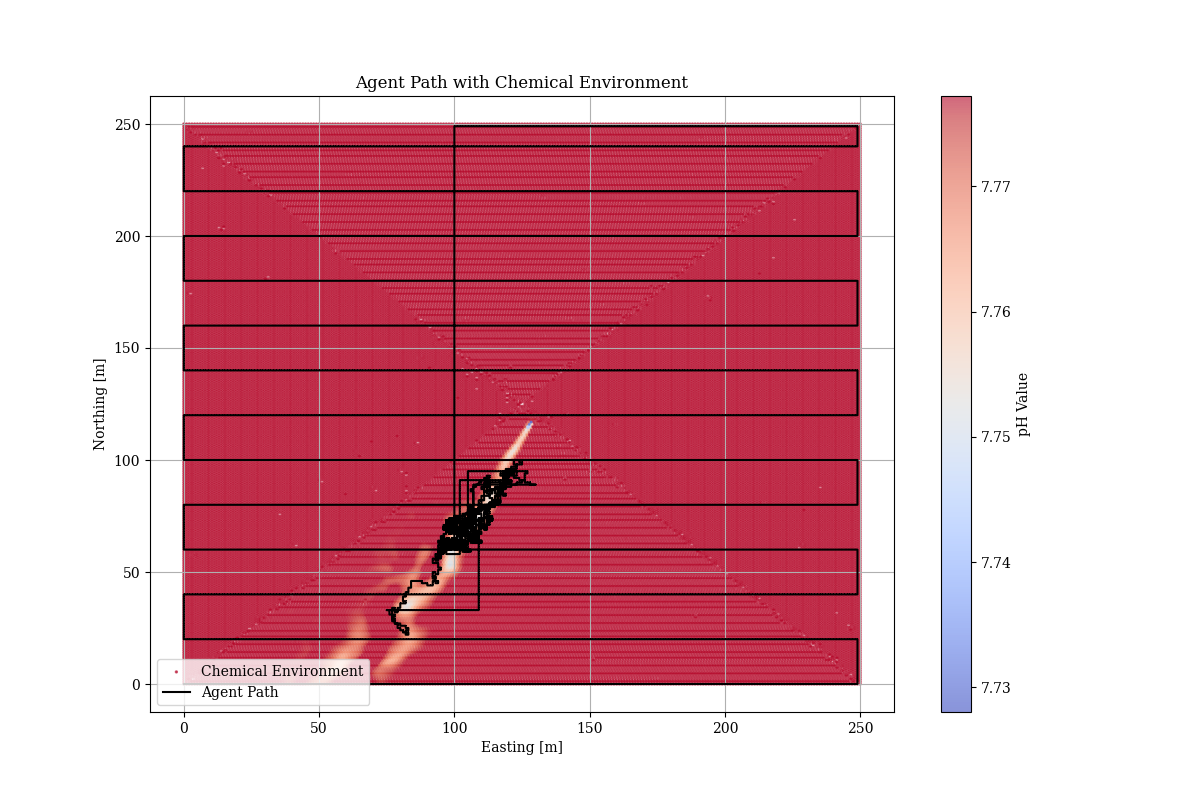 Agent Path with Chemical Environment
250
200
150
100
50
0
Northing [m]
0
50
100
150
200
250
Easting [m]
Chemical Environment
Agent Path
7.77
7.76
7.75
7.74
7.73
pH Value